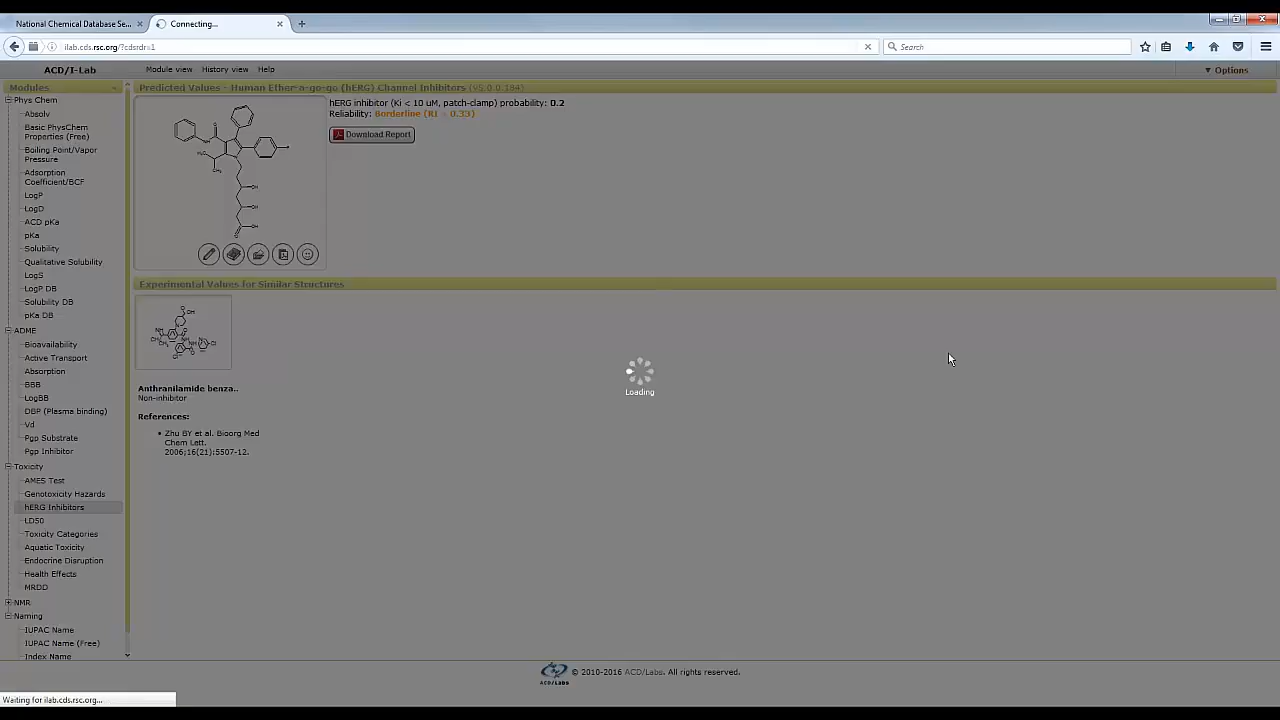 National Chemical Database Se...
Connecting...
ilab.cds.rsc.org/?cdsrdr=1
Search
ACD/I-Lab
Module view
History view
Help
Options
Modules
Phys Chem
Absolv
Basic PhysChem
Properties (Free)
Boiling Point/Vapor
Pressure
Adsorption
Coefficient/BCF
LogP
LogD
ACD pKa
pKa
Solubility
Qualitative Solubility
LogS
LogP DB
Solubility DB
pKa DB
ADME
Bioavailability
Active Transport
Absorption
BBB
LogBB
DBP (Plasma binding)
Vd
Pgp Substrate
Pgp Inhibitor
Toxicity
AMES Test
Genotoxicity Hazards
hERG Inhibitors
LD50
Toxicity Categories
Aquatic Toxicity
Endocrine Disruption
Health Effects
MRDD
NMR
Naming
IUPAC Name
IUPAC Name (Free)
Index Name
Predicted Values - Human Ether-a-go-go (hERG) Channel Inhibitors (v5.0.0.184)
hERG inhibitor (Ki < 10 uM, patch-clamp) probability: 0.2
Reliability: Borderline (RI = 0.33)
Download Report
Experimental Values for Similar Structures
Anthranilamide benza..
Non-inhibitor
References:
Zhu BY et al. Bioorg Med
Chem Lett.
2006;16(21):5507-12.
Loading
ACD/LABS
© 2010-2016 ACD/Labs. All rights reserved.
Waiting for ilab.cds.rsc.org...